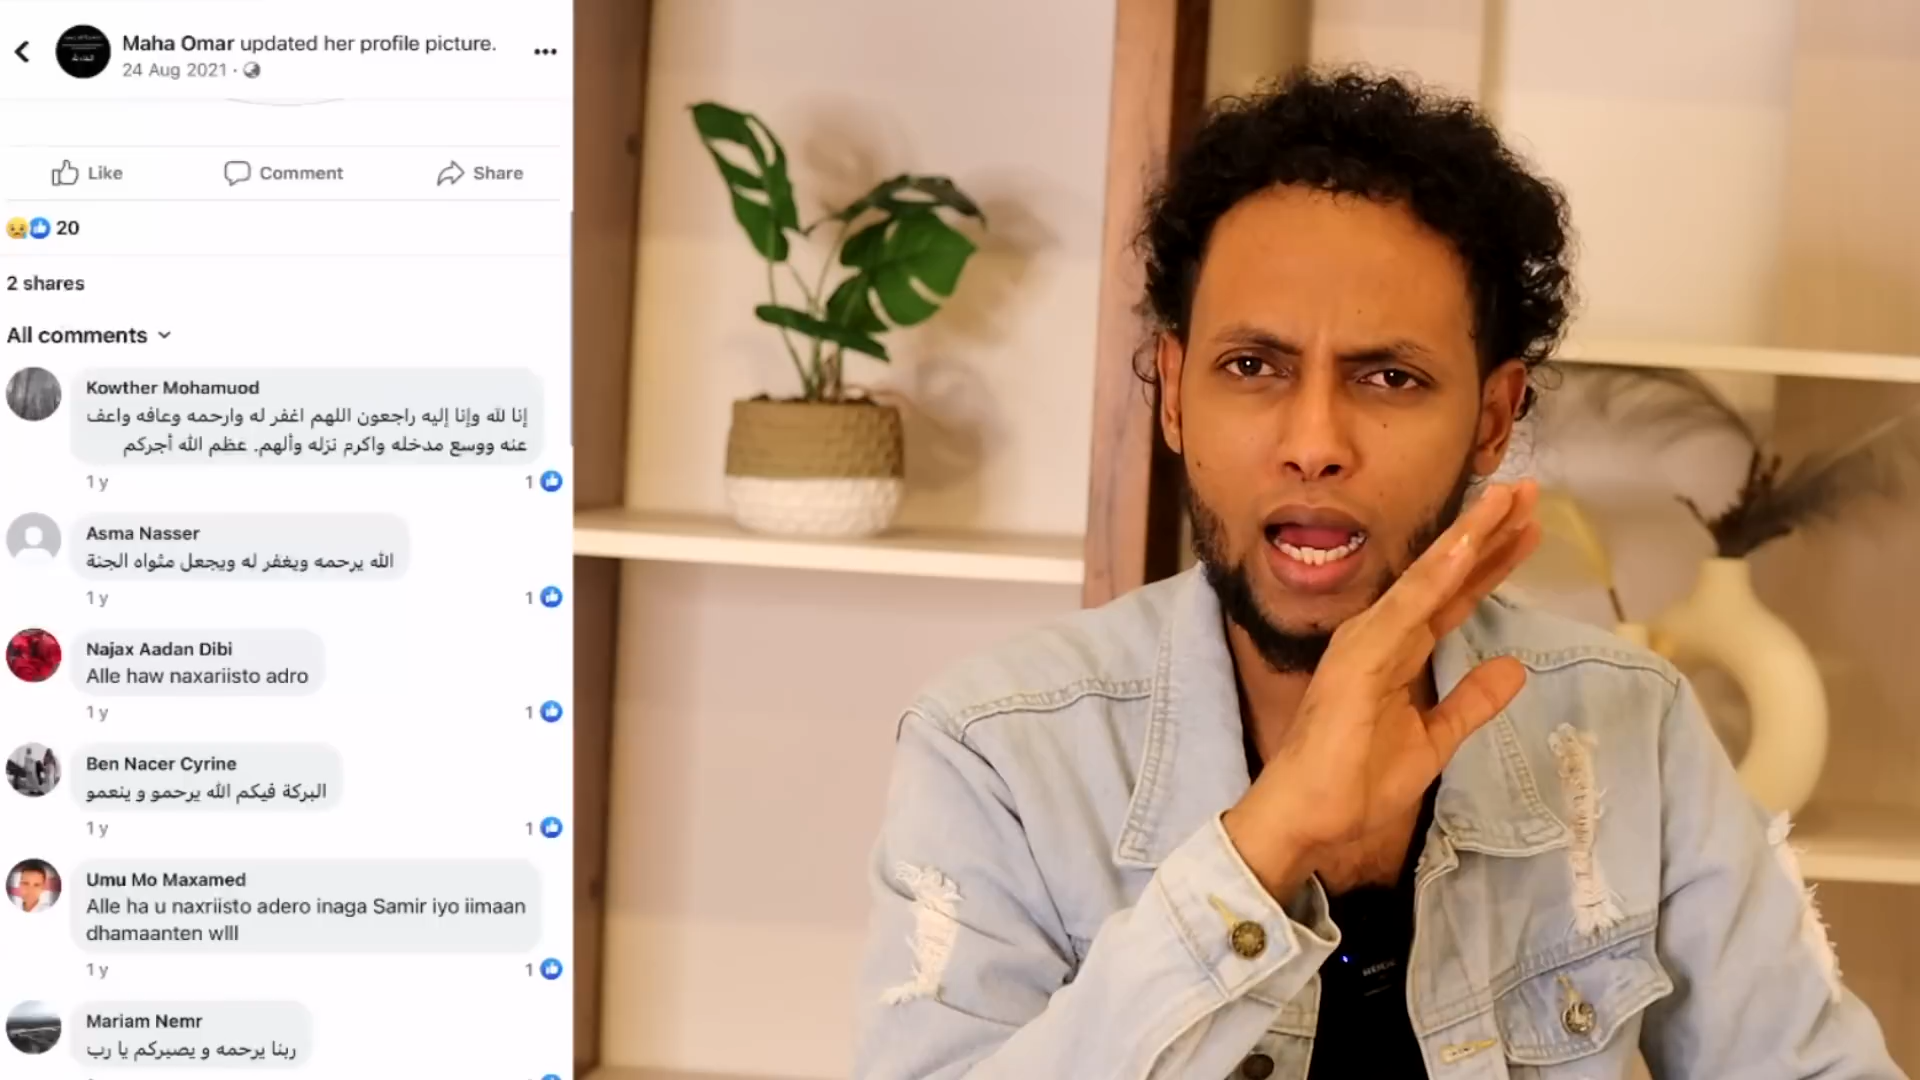 Maha Omar updated her profile picture.
24 Aug 2021
Like
Comment
Share
20
2 shares
All comments
Kowther Mohamuod
إنا لله وإنا إليه راجعون اللهم اغفر له وارحمه وعافه واعف
عنه ووسع مدخله واكرم نزله وألهم. عظم الله أجركم
1 y
1
Asma Nasser
الله يرحمه ويغفر له ويجعل مثواه الجنة
1 y
1
Najax Aadan Dibi
Alle haw naxariisto adro
1 y
1
Ben Nacer Cyrine
البركة فيكم الله يرحمو و ينعمو
1 y
1
Umu Mo Maxamed
Alle ha u naxriisto adero inaga Samir iyo iimaan
dhamaanten wlll
1 y
1
Mariam Nemr
ربنا يرحمه و يصبركم يا رب